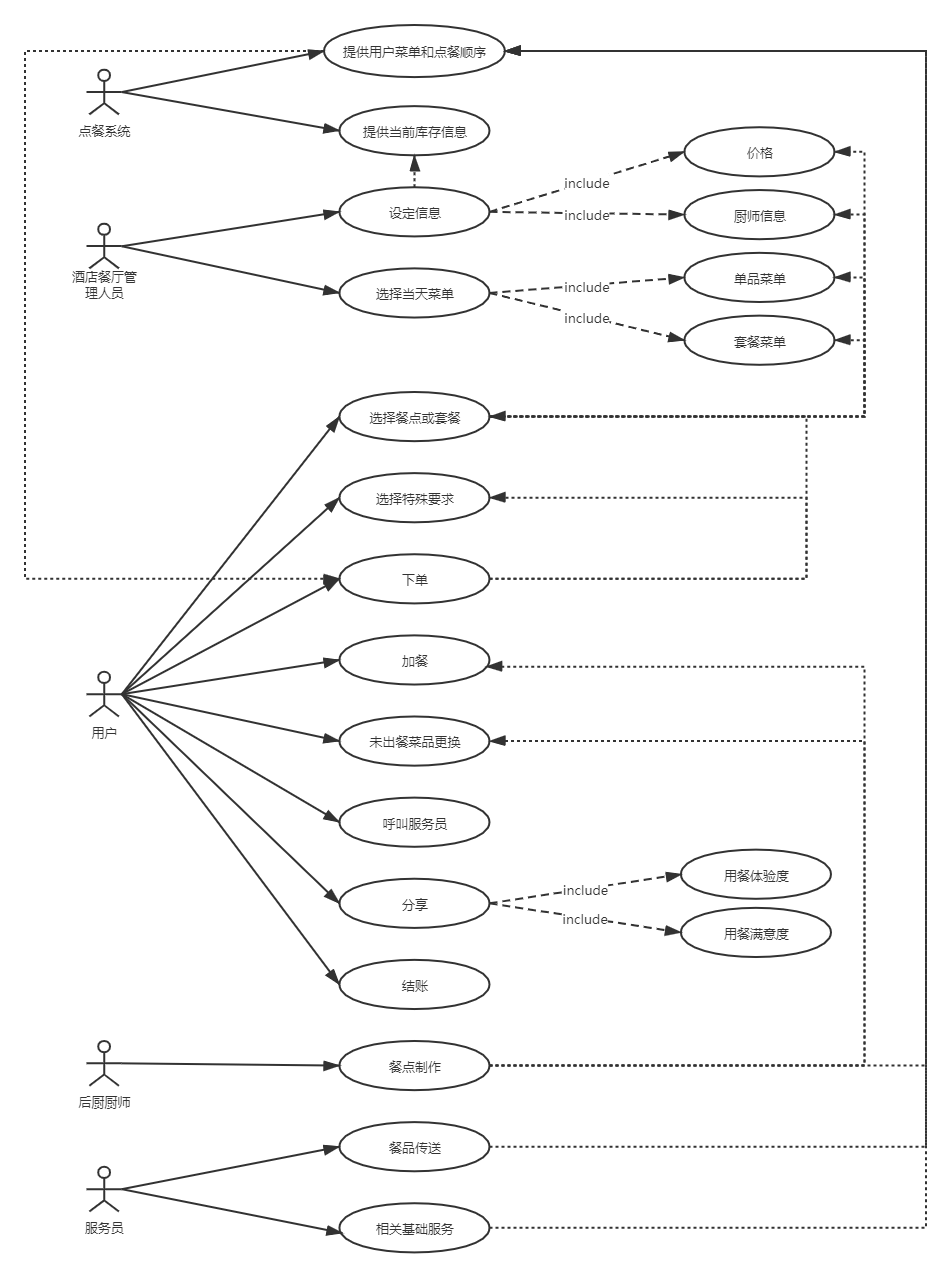 提供用户菜单和点餐顺序
点餐系统
提供当前库存信息
价格
include
设定信息
include
厨师信息
酒店餐厅管
理人员
单品菜单
include
选择当天菜单
include
套餐菜单
选择餐点或套餐
选择特殊要求
下单
加餐
用户
未出餐菜品更换
呼叫服务员
用餐体验度
include
分享
include
用餐满意度
结账
餐点制作
后厨厨师
餐品传送
服务员
相关基础服务